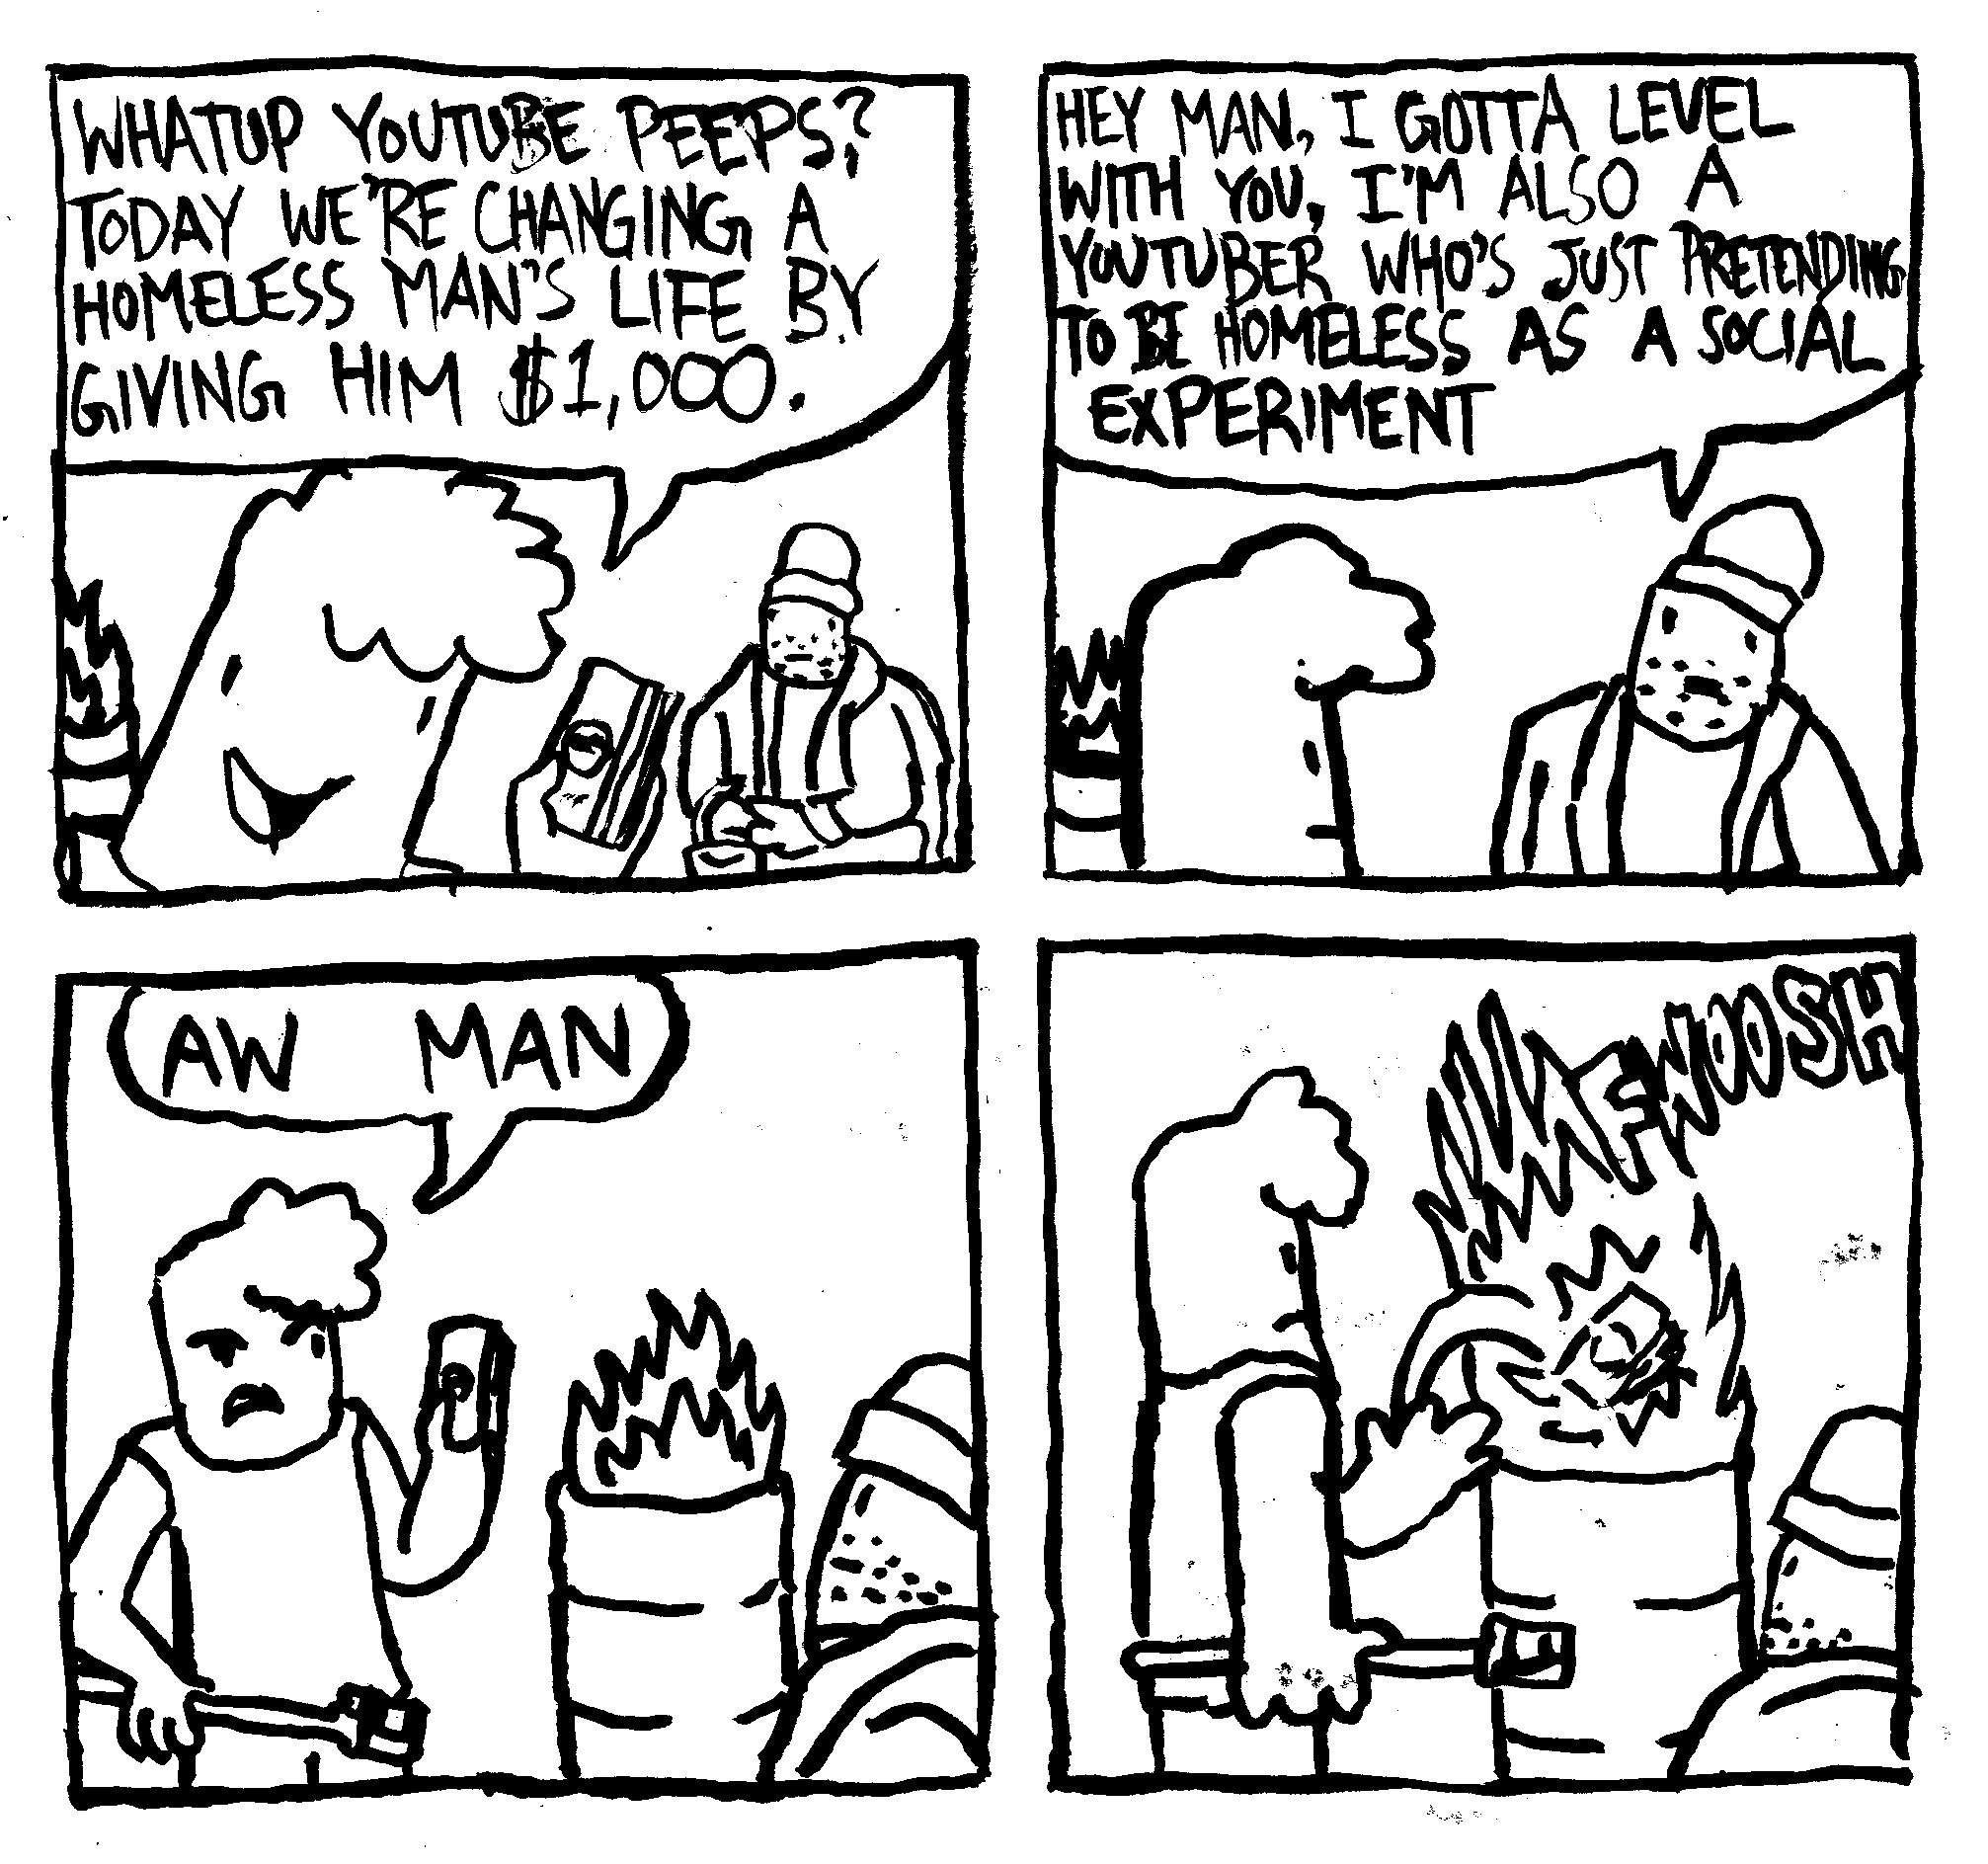 WHATUP YOUTUBE PEEPS?
TODAY WE'RE CHANGING A
HOMELESS MAN'S LIFE BY
GIVING HIM $1,000.
HEY MAN, I GOTTA LEVEL
WITH YOU, I'M ALSO A
YOUTUBER WHO'S JUST PRETENDING
TO BE HOMELESS AS A SOCIAL
EXPERIMENT
AW MAN
FWOOSH